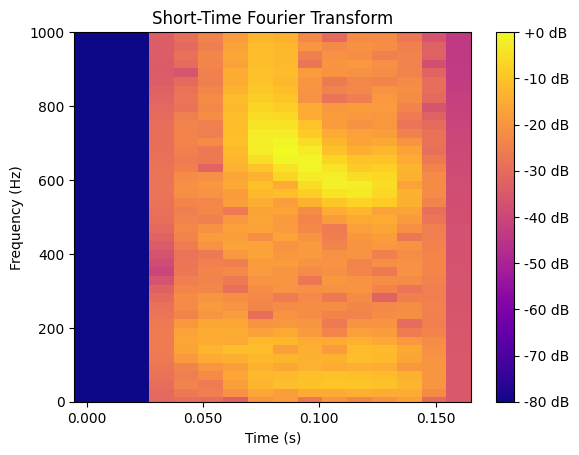 Short-Time Fourier Transform
1000
800
600
400
200
0
Frequency (Hz)
0.000
0.050
0.100
0.150
Time (s)
+0 dB
-10 dB
-20 dB
-30 dB
-40 dB
-50 dB
-60 dB
-70 dB
-80 dB